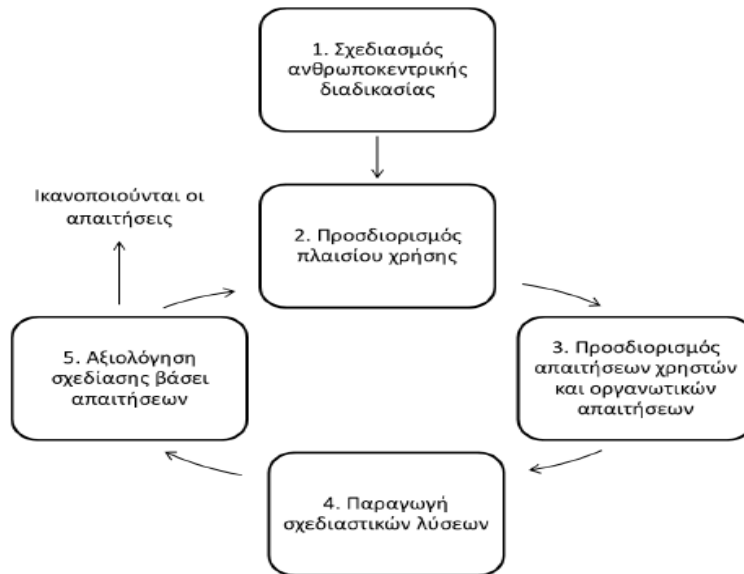 1. Σχεδιασμός
ανθρωποκεντρικής
διαδικασίας
Ικανοποιούνται οι
απαιτήσεις
2. Προσδιορισμός
πλαισίου χρήσης
3. Προσδιορισμός
απαιτήσεων χρηστών
και οργανωτικών
απαιτήσεων
4. Παραγωγή
σχεδιαστικών λύσεων
5. Αξιολόγηση
σχεδίασης βάσει
απαιτήσεων